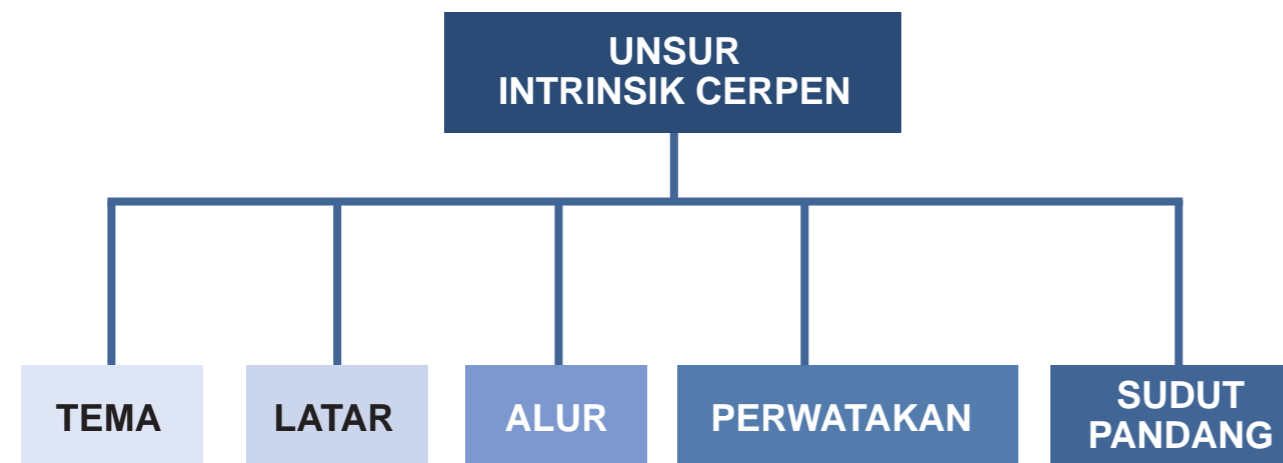 UNSUR
INTRINSIK CERPEN
TEMA
LATAR
ALUR
PERWATAKAN
SUDUT
PANDANG